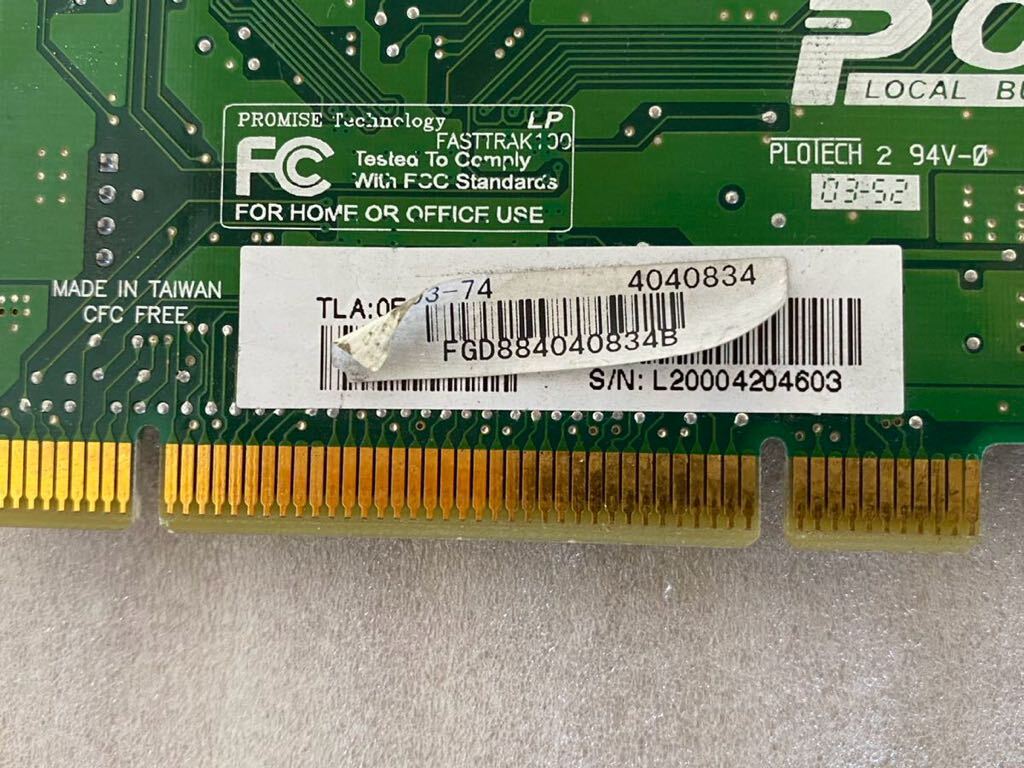 PROMISE Technology LP
FASTTRAK100
FC Tested To Comply
With FCC Standards
FOR HOME OR OFFICE USE
LOCAL
PLOTECH 2 94V-0
03-52
MADE IN TAIWAN
CFC FREE
4040834
FGD884040834B
S/N: L20004204603